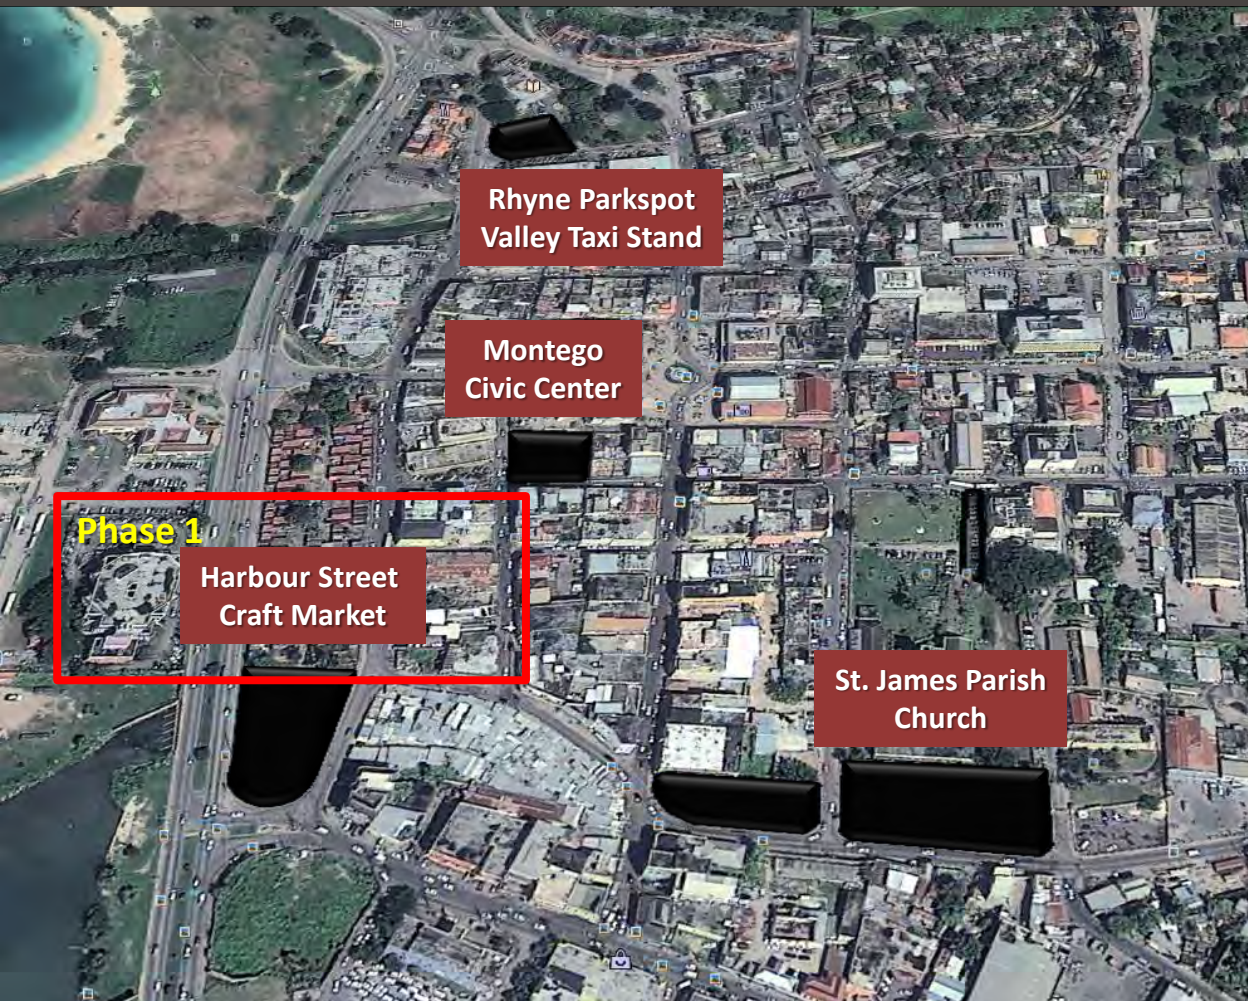 Rhyne Parkspot
Valley Taxi Stand
Montego
Civic Center
Phase 1
Harbour Street
Craft Market
St. James Parish
Church